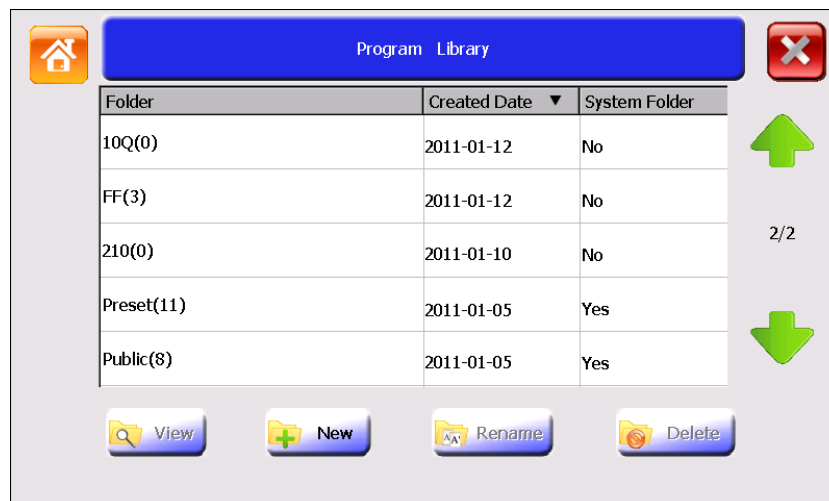 Program Library
Folder Created Date ▼ System Folder
10Q(0) 2011-01-12 No
FF(3) 2011-01-12 No
2/2
210(0) 2011-01-10 No
Preset(11) 2011-01-05 Yes
Public(8) 2011-01-05 Yes
View New Rename Delete